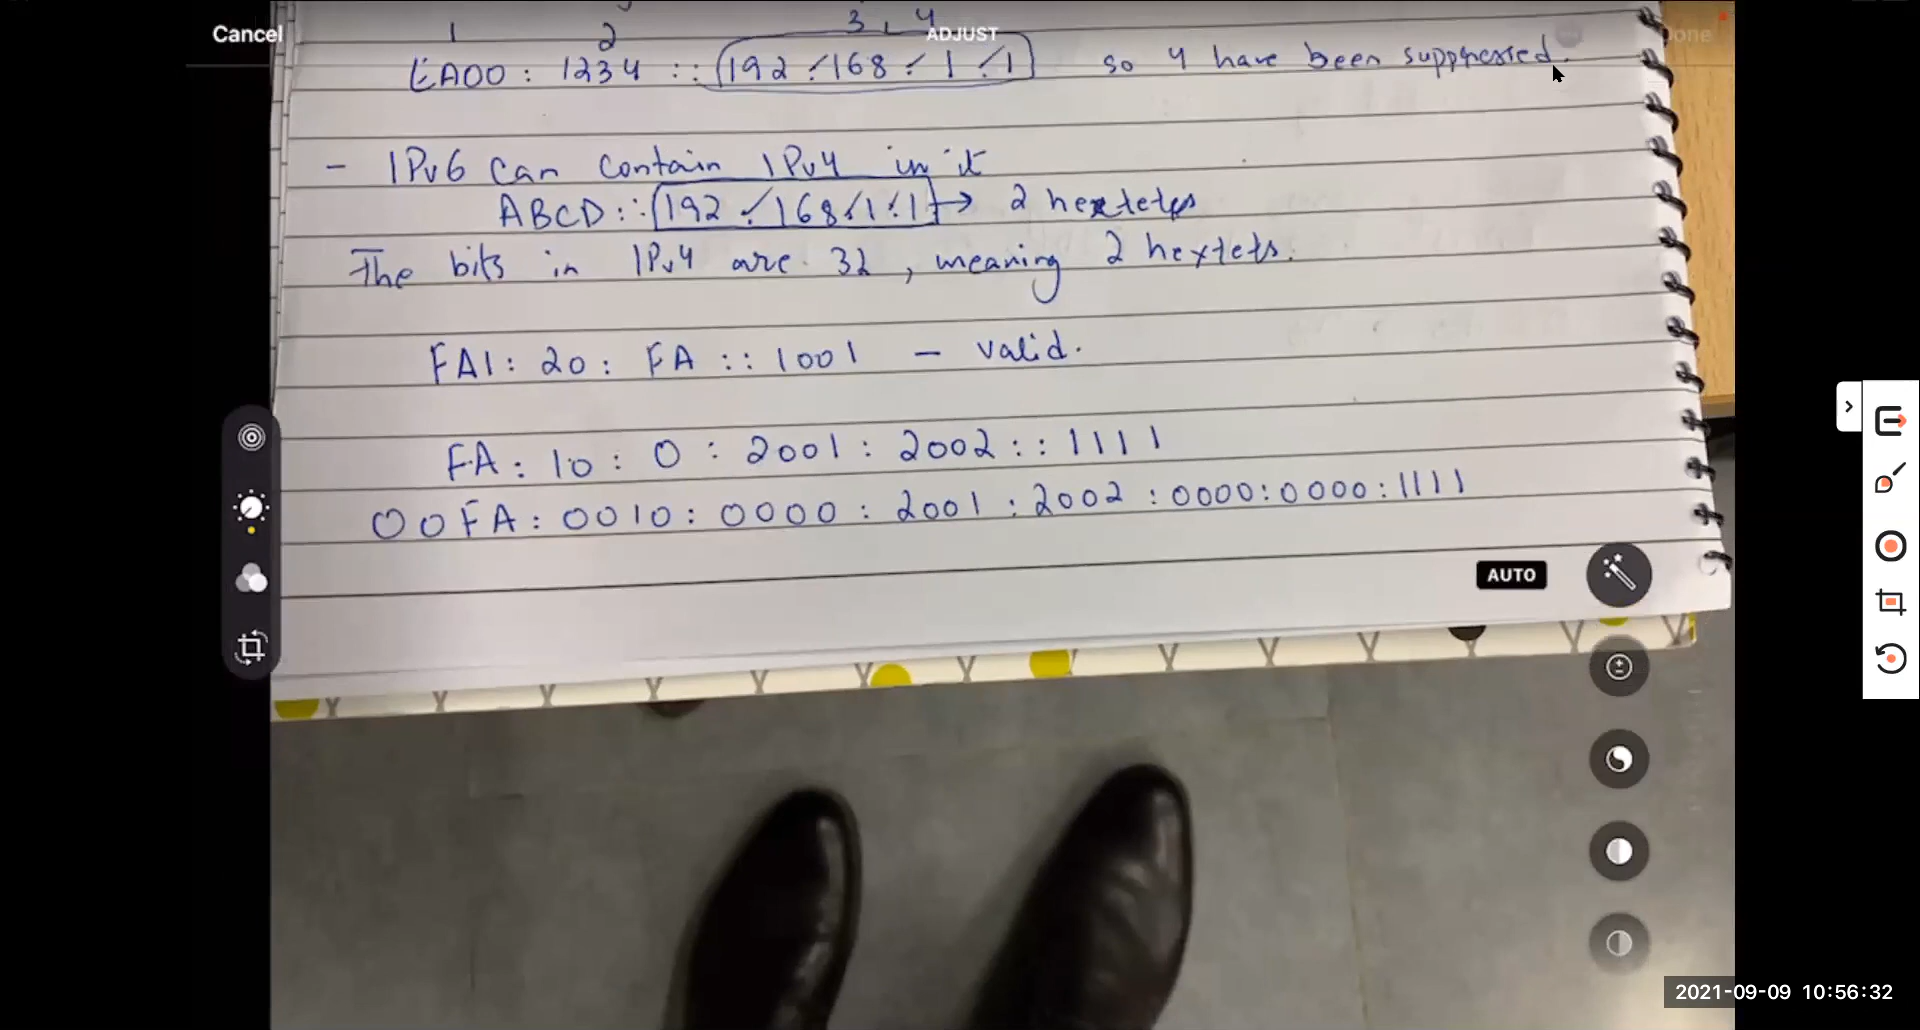 Cancel
ADJUST
Done
1 2 3, 4
EA00 : 1234 :: 192 . 168 . 1 . 1 so 4 have been suppressed.
- IPv6 can contain IPv4 in it
ABCD :: 192 . 168 . 1 . 1 → 2 hextets
The bits in IPv4 are 32, meaning 2 hextets.
FA1 : 20 : FA :: 1001 - valid.
FA : 10 : 0 : 2001 : 2002 :: 1111
00FA : 0010 : 0000 : 2001 : 2002 : 0000 : 0000 : 1111
AUTO
2021-09-09 10:56:32